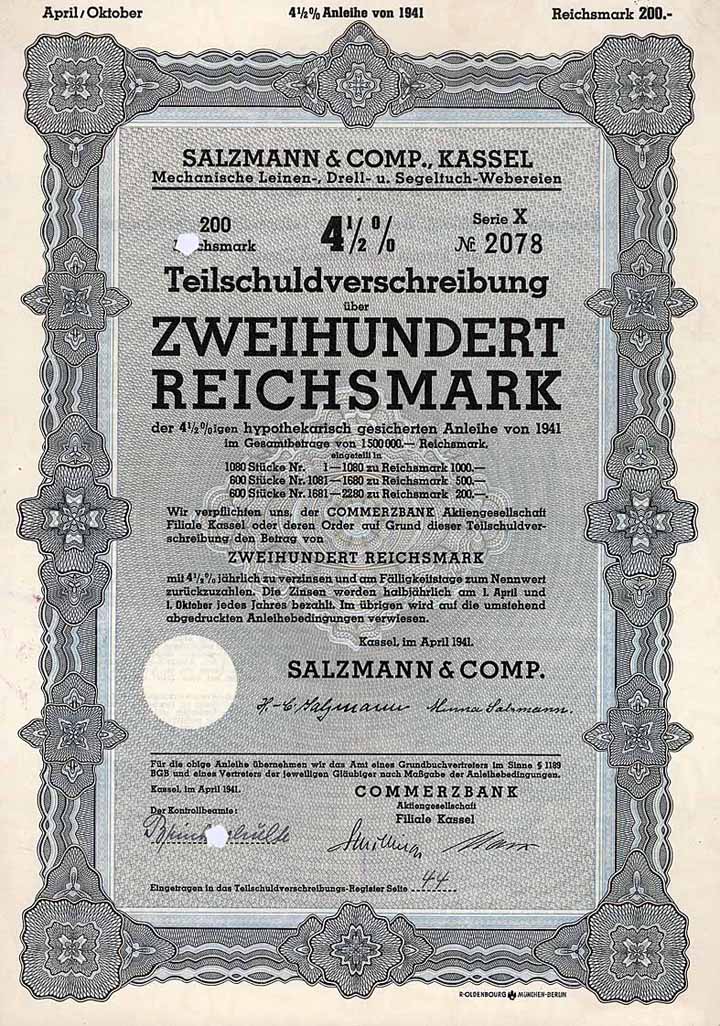 April/Oktober 4½% Anleihe von 1941 Reichsmark 200.-
SALZMANN & COMP., KASSEL
Mechanische Leinen-, Drell- u. Segeltuch-Webereien
200 4½% Serie X
chsmark № 2078
Teilschuldverschreibung
über
ZWEIHUNDERT
REICHSMARK
der 4½%igen hypothekarisch gesicherten Anleihe von 1941
im Gesamtbetrage von 1500000.— Reichsmark,
eingeteilt in
1080 Stücke Nr. 1—1080 zu Reichsmark 1000.—
600 Stücke Nr. 1081—1680 zu Reichsmark 500.—
600 Stücke Nr. 1681—2280 zu Reichsmark 200.—.
Wir verpflichten uns, der COMMERZBANK Aktiengesellschaft
Filiale Kassel oder deren Order auf Grund dieser Teilschuldver-
schreibung den Betrag von
ZWEIHUNDERT REICHSMARK
mit 4½% jährlich zu verzinsen und am Fälligkeitstage zum Nennwert
zurückzuzahlen. Die Zinsen werden halbjährlich am 1. April und
1. Oktober jedes Jahres bezahlt. Im übrigen wird auf die umstehend
abgedruckten Anleihebedingungen verwiesen.
Kassel, im April 1941.
SALZMANN & COMP.
H.-C. Salzmann Minna Salzmann.
Für die obige Anleihe übernehmen wir das Amt eines Grundbuchvertreters im Sinne § 1189
BGB und eines Vertreters der jeweiligen Gläubiger nach Maßgabe der Anleihebedingungen.
Kassel, im April 1941. COMMERZBANK
Aktiengesellschaft
Der Kontrollbeamte: Filiale Kassel
Eingetragen in das Teilschuldverschreibungs-Register Seite 44
R·OLDENBOURG MÜNCHEN-BERLIN